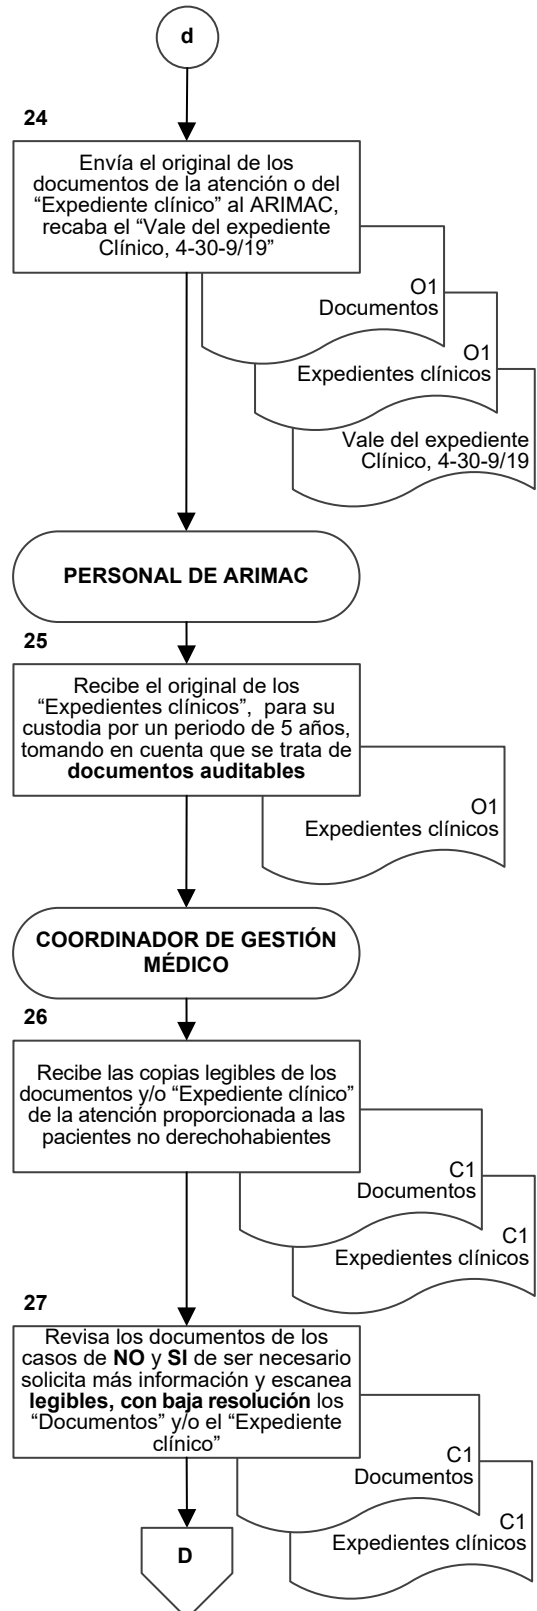 d
24
Envía el original de los
documentos de la atención o del
“Expediente clínico” al ARIMAC,
recaba el “Vale del expediente
Clínico, 4-30-9/19”
O1
Documentos
O1
Expedientes clínicos
Vale del expediente
Clínico, 4-30-9/19
PERSONAL DE ARIMAC
25
Recibe el original de los
“Expedientes clínicos”, para su
custodia por un periodo de 5 años,
tomando en cuenta que se trata de
documentos auditables
O1
Expedientes clínicos
COORDINADOR DE GESTIÓN
MÉDICO
26
Recibe las copias legibles de los
documentos y/o “Expediente clínico”
de la atención proporcionada a las
pacientes no derechohabientes
C1
Documentos
C1
Expedientes clínicos
27
Revisa los documentos de los
casos de NO y SI de ser necesario
solicita más información y escanea
legibles, con baja resolución los
“Documentos” y/o el “Expediente
clínico”
C1
Documentos
C1
Expedientes clínicos
D